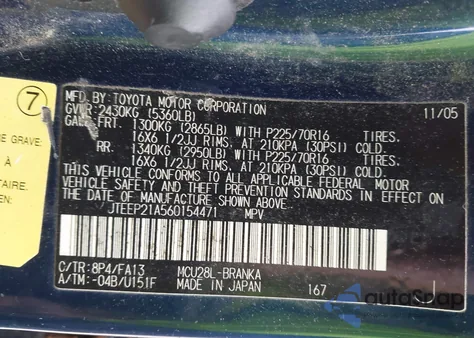 MFD. BY: TOYOTA MOTOR CORPORATION 11/05
GVWR: 2430KG (5360LB)
GAWR: FRT. 1300KG (2865LB) WITH P225/70R16 TIRES.
16X6 1/2JJ RIMS, AT 210KPA (30PSI) COLD.
RR. 1340KG (2950LB) WITH P225/70R16 TIRES.
16X6 1/2JJ RIMS, AT 210KPA (30PSI) COLD.
THIS VEHICLE CONFORMS TO ALL APPLICABLE FEDERAL MOTOR
VEHICLE SAFETY AND THEFT PREVENTION STANDARDS IN EFFECT ON
THE DATE OF MANUFACTURE SHOWN ABOVE.
JTEEP21A560154471 MPV
C/TR: 8P4/FA13 MCU28L-BRANKA
A/TM: -04B/U151F MADE IN JAPAN 167
7
E GRAVE
À
TAIRE.
autoSnap